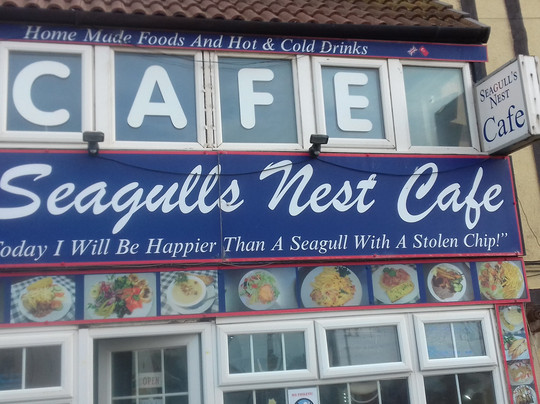 Home Made Foods And Hot & Cold Drinks
CAFE
SEAGULL'S
NEST
Cafe
Seagulls Nest Cafe
Today I Will Be Happier Than A Seagull With A Stolen Chip!"
OPEN